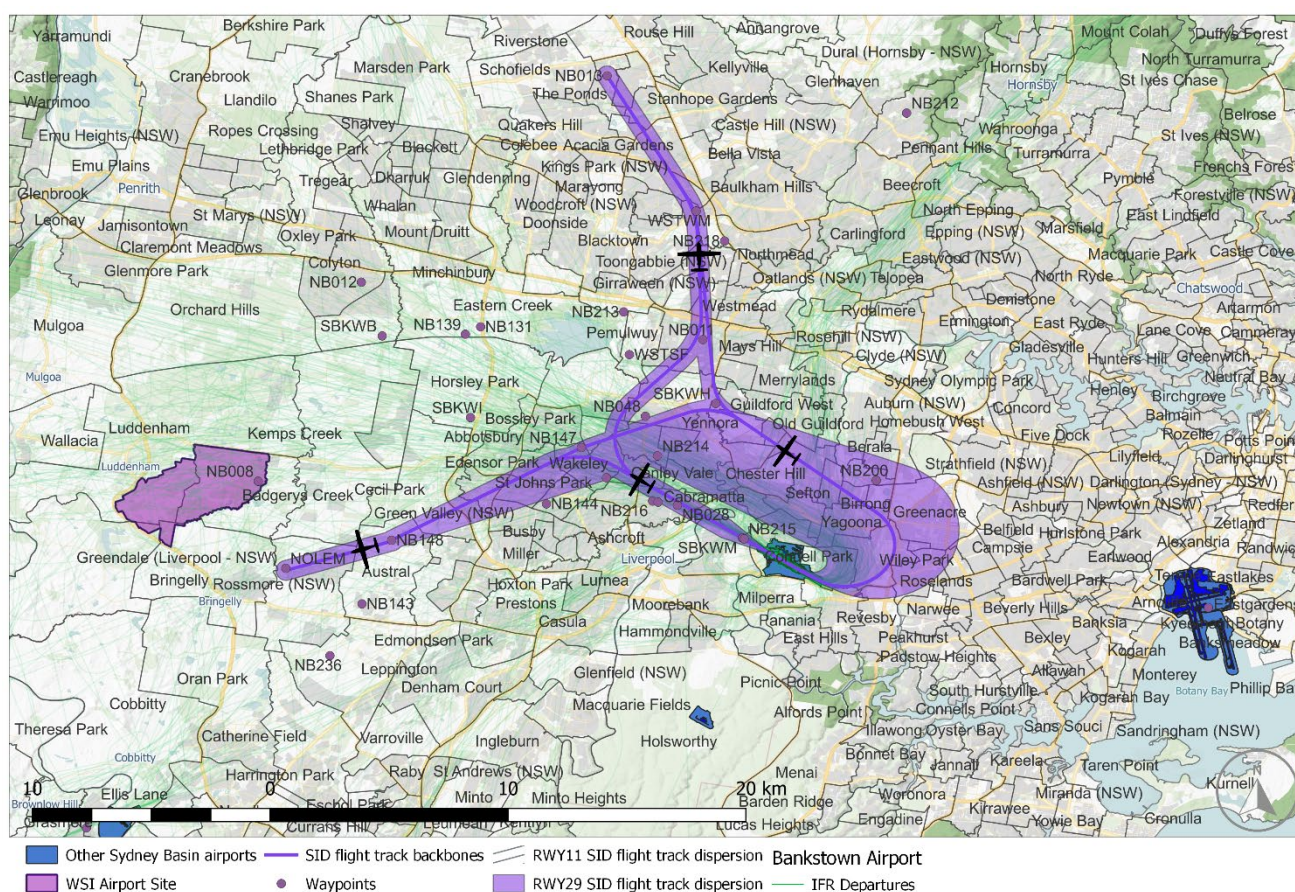 Berkshire Park
Rouse Hill
Annangrove
Mount Colah
Duffys Forest
Yarramundi
Riverstone
Dural (Hornsby - NSW)
North Turramurra
Castlereagh
Cranebrook
Marsden Park
Schofields
NB013
Kellyville
Glenhaven
Hornsby
St Ives Chase
Warrimoo
Llandilo
Shanes Park
The Ponds
Stanhope Gardens
NB212
Hornsby
Belrose
Emu Heights (NSW)
Ropes Crossing
Shalvey
Quakers Hill
Castle Hill (NSW)
Wahroonga
St Ives (NSW)
Lethbridge Park
Blackett
Colebee
Acacia Gardens
Pennant Hills
Turramurra
Emu Plains
Tregear
Dharruk
Glendenning
Kings Park (NSW)
Bella Vista
Frenchs Forest
Glenbrook
Penrith
Marayong
Baulkham Hills
Beecroft
Pymble
Forestville (NSW)
Leonay
St Marys (NSW)
Whalan
Woodcroft (NSW)
North Epping
East Lindfield
Jamisontown
Oxley Park
Mount Druitt
Doonside
WSTWM
Carlingford
Epping (NSW)
Marsfield
Claremont Meadows
Blacktown
NB218
Northmead
Eastwood (NSW)
Macquarie Park
Castle Cove
Glenmore Park
Colyton
Minchinbury
Toongabbie (NSW)
Oatlands (NSW)
Telopea
North Ryde
NB012
Girraween (NSW)
Chatswood
Orchard Hills
Eastern Creek
Westmead
Rydalmere
Denistone
Artarmon
Mulgoa
SBKWB
NB139
NB131
NB213
Pemulwuy
NB011
Mays Hill
Rosehill (NSW)
Ermington
East Ryde
Lane Cove
Cammeray
WSTSF
Clyde (NSW)
Gladesville
Hunters Hill
Greenwich
Mulgoa
Horsley Park
Merrylands
Sydney Olympic Park
Henley
Neutral Bay
Luddenham
SBKWI
Bossley Park
NB048
SBKWH
Guildford West
Auburn (NSW)
Concord
Birchgrove
Wallacia
Kemps Creek
Abbotsbury
NB147
Yennora
Old Guildford
Homebush West
Five Dock
Balmain
Rozelle
Potts Point
Luddenham
NB008
Edensor Park
Wakeley
NB214
Berala
Strathfield (NSW)
Lilyfield
Darlinghurst
Badgerys Creek
Cecil Park
St Johns Park
Canley Vale
Chester Hill
NB200
Ashfield (NSW)
Darlington (Sydney - NSW)
Green Valley (NSW)
NB144
NB216
Cabramatta
Sefton
Birrong
Greenacre
Newtown (NSW)
Redfern
Greendale (Liverpool - NSW)
NB148
Busby
NB028
NB215
Yagoona
Ashbury
Hurlstone Park
Zetland
NOLEM
Miller
Ashcroft
SBKWM
Condell Park
Wiley Park
Belfield
Campsie
Earlwood
Alexandria
Randwick
Bringelly
Rossmore (NSW)
Austral
Liverpool
Roselands
Bringelly
NB143
Hoxton Park
Lumea
Milperra
Bardwell Park
Eastlakes
Prestons
Moorebank
Panania
Revesby
Narwee
Beverly Hills
Banksia
Eastgardens
Casula
Hammondville
East Hills
Peakhurst
Bexley
Botany
Edmondson Park
Padstow Heights
Kogarah
Banksmeadow
NB236
Leppington
Glenfield (NSW)
Picnic Point
Allawah
Monterey
Oran Park
Denham Court
South Hurstville
Kogarah Bay
Botany Bay
Phillip Bay
Cobbitty
Macquarie Fields
Alfords Point
Connells Point
Theresa Park
Catherine Field
Varroville
Ingleburn
Holsworthy
Illawong
Oyster Bay
Sans Souci
Sandringham (NSW)
Cobbitty
Bonnet Bay
Harrington Park
Raby
St Andrews (NSW)
Menai
Jannali
Kareela
Taren Point
Kurnell
10 0 10 20 km
Ellis Lane
Minto
Minto Heights
Barden Ridge
Woronora
Miranda (NSW)
Brownlow Hill
Currans Hill
Kirrawee
Cronulla
Lucas Heights
Engadine
Yowie Bay
Other Sydney Basin airports
SID flight track backbones
RWY11 SID flight track dispersion
Bankstown Airport
WSI Airport Site
Waypoints
RWY29 SID flight track dispersion
IFR Departures